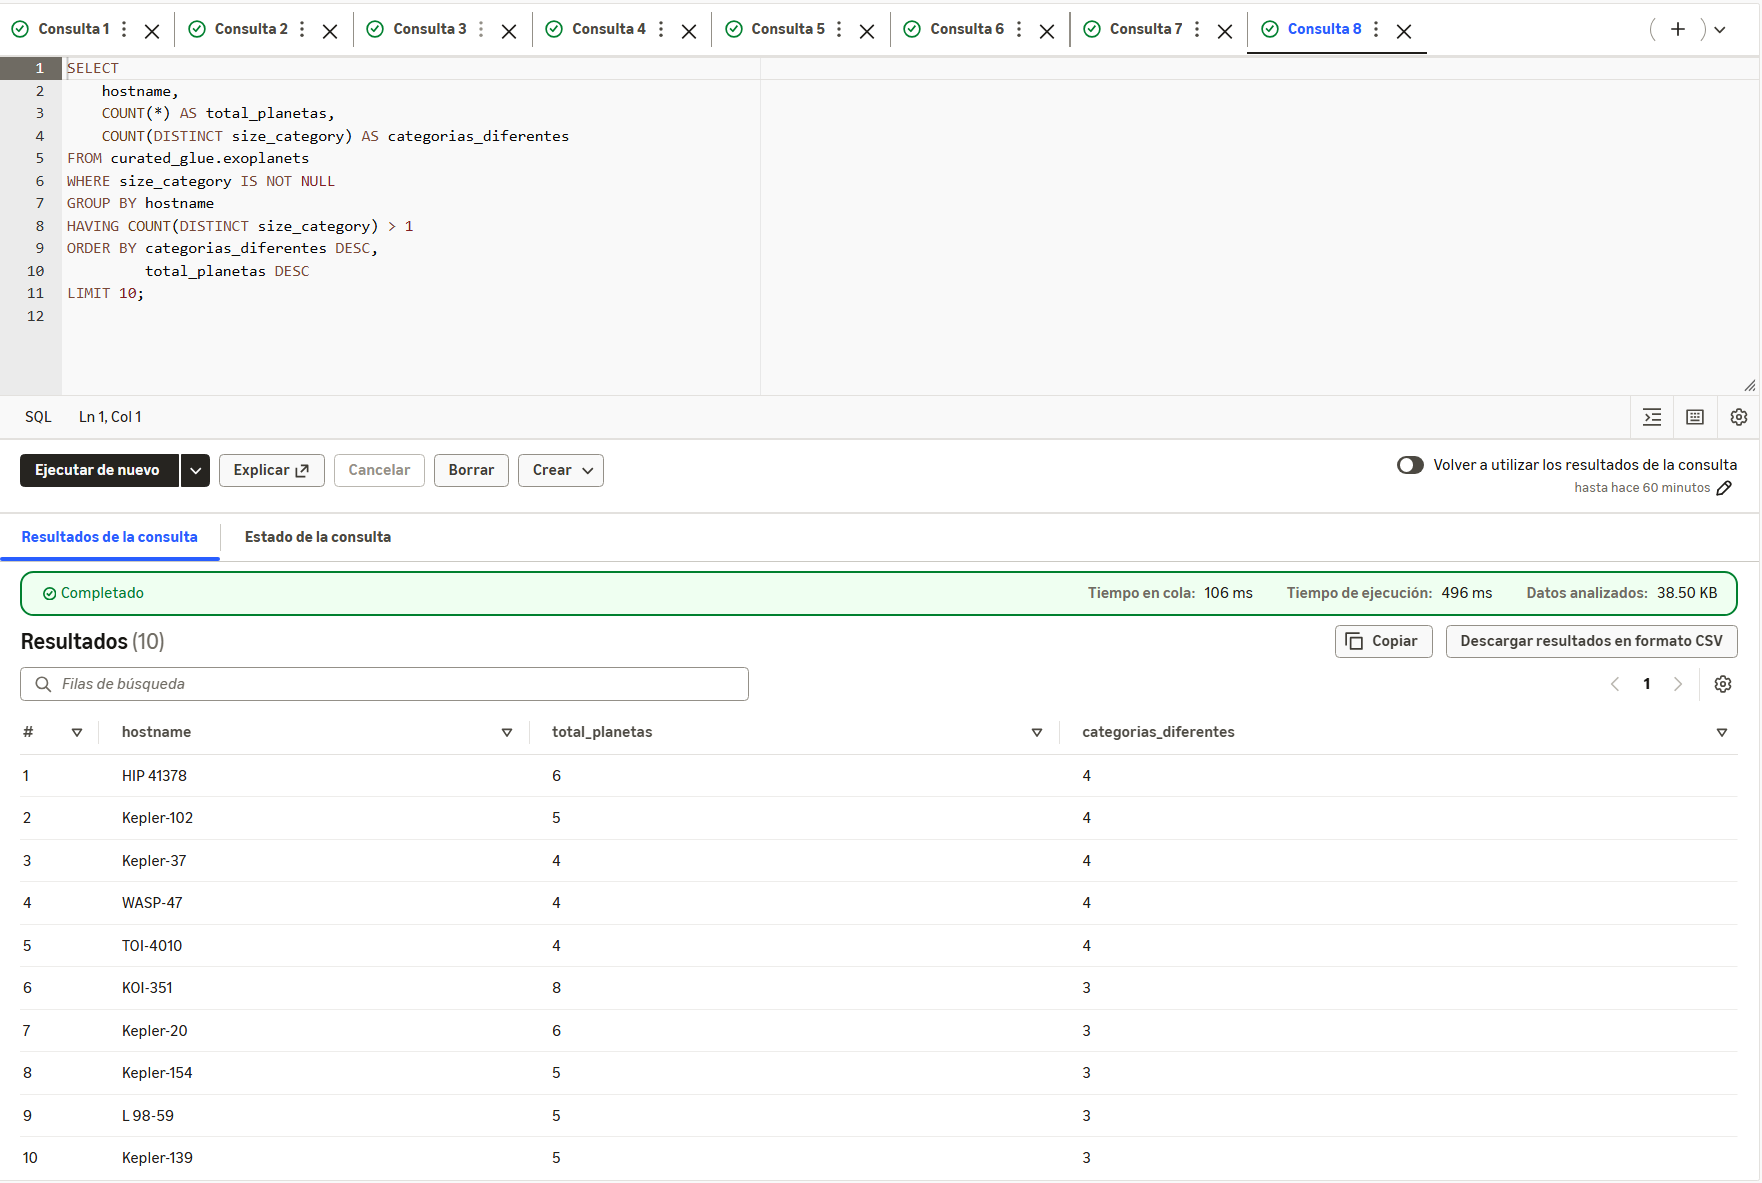 Consulta 1 Consulta 2 Consulta 3 Consulta 4 Consulta 5 Consulta 6 Consulta 7 Consulta 8
1 SELECT
2 hostname,
3 COUNT(*) AS total_planetas,
4 COUNT(DISTINCT size_category) AS categorias_diferentes
5 FROM curated_glue.exoplanets
6 WHERE size_category IS NOT NULL
7 GROUP BY hostname
8 HAVING COUNT(DISTINCT size_category) > 1
9 ORDER BY categorias_diferentes DESC,
10 total_planetas DESC
11 LIMIT 10;
12
SQL Ln 1, Col 1
Ejecutar de nuevo Explicar Cancelar Borrar Crear Volver a utilizar los resultados de la consulta
hasta hace 60 minutos
Resultados de la consulta Estado de la consulta
Completado Tiempo en cola: 106 ms Tiempo de ejecución: 496 ms Datos analizados: 38.50 KB
Resultados (10) Copiar Descargar resultados en formato CSV
Filas de búsqueda 1
# hostname total_planetas categorias_diferentes
1 HIP 41378 6 4
2 Kepler-102 5 4
3 Kepler-37 4 4
4 WASP-47 4 4
5 TOI-4010 4 4
6 KOI-351 8 3
7 Kepler-20 6 3
8 Kepler-154 5 3
9 L 98-59 5 3
10 Kepler-139 5 3